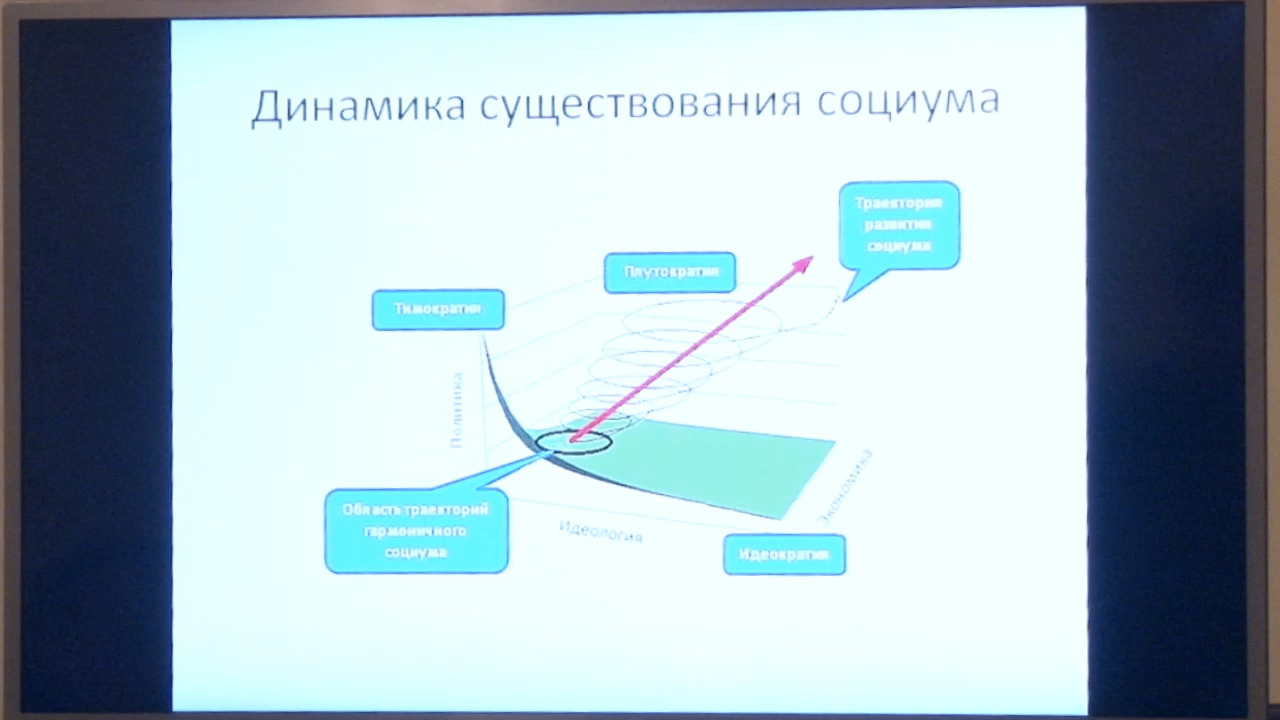 Динамика существования социума
Траектория
развития
социума
Плутократия
Тимократия
Политика
Экономика
Область траекторий
гармоничного
социума
Идеология
Идеократия